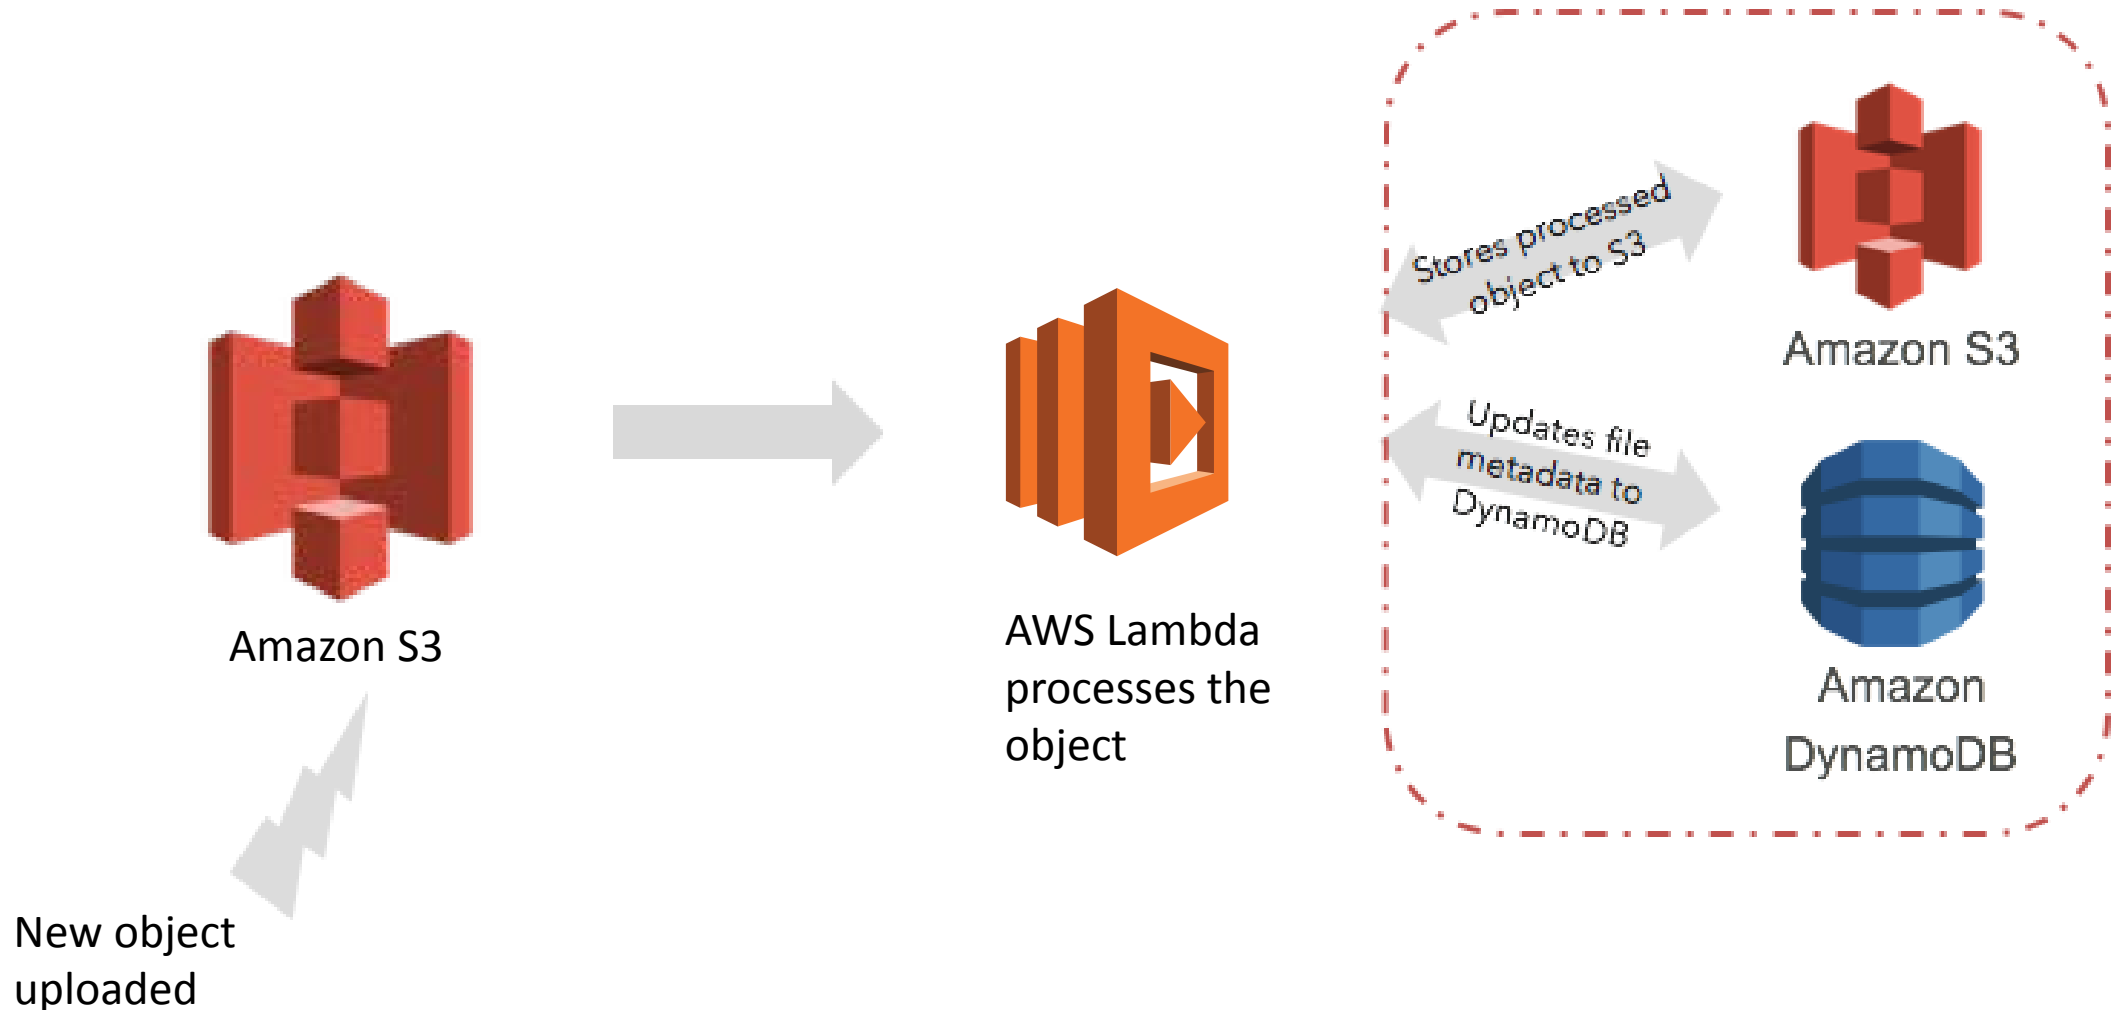 Amazon S3
New object
uploaded
AWS Lambda
processes the
object
Stores processed
object to S3
Amazon S3
Updates file
metadata to
DynamoDB
Amazon
DynamoDB